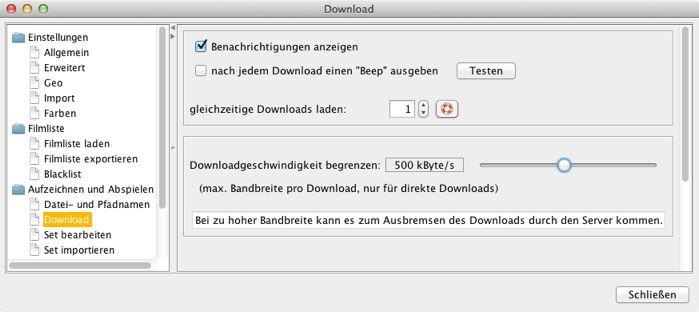 Download
Einstellungen
Allgemein
Erweitert
Geo
Import
Farben
Filmliste
Filmliste laden
Filmliste exportieren
Blacklist
Aufzeichnen und Abspielen
Datei- und Pfadnamen
Download
Set bearbeiten
Set importieren
Benachrichtigungen anzeigen
nach jedem Download einen "Beep" ausgeben Testen
gleichzeitige Downloads laden: 1
Downloadgeschwindigkeit begrenzen: 500 kByte/s
(max. Bandbreite pro Download, nur für direkte Downloads)
Bei zu hoher Bandbreite kann es zum Ausbremsen des Downloads durch den Server kommen.
Schließen